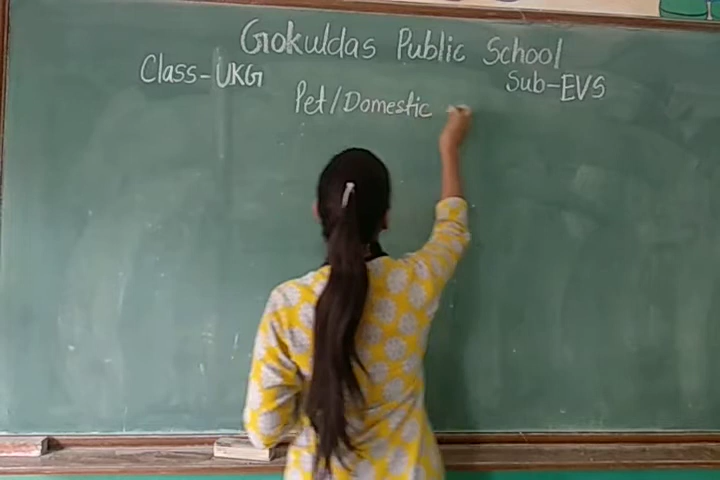 Gokuldas Public School
Class-UKG
Sub-EVS
Pet/Domestic